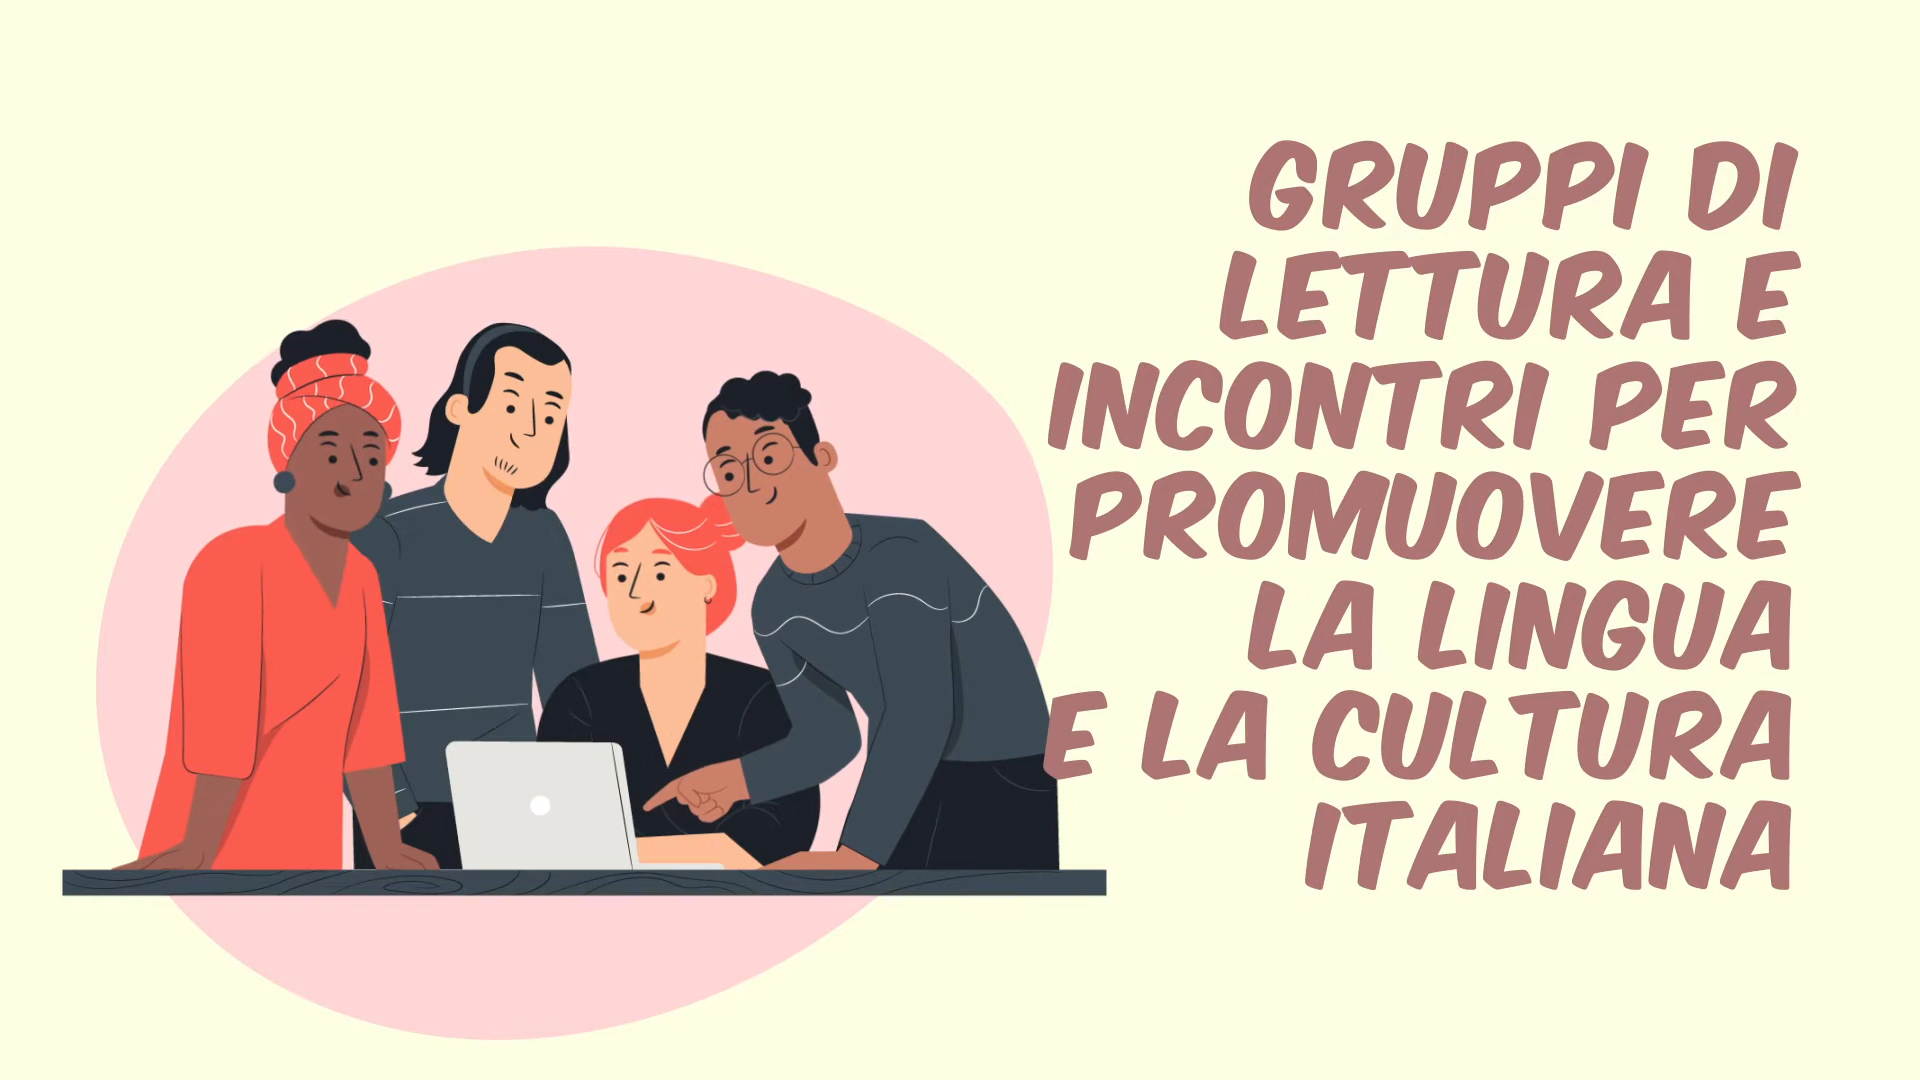 GRUPPI DI
LETTURA E
INCONTRI PER
PROMUOVERE
LA LINGUA
E LA CULTURA
ITALIANA